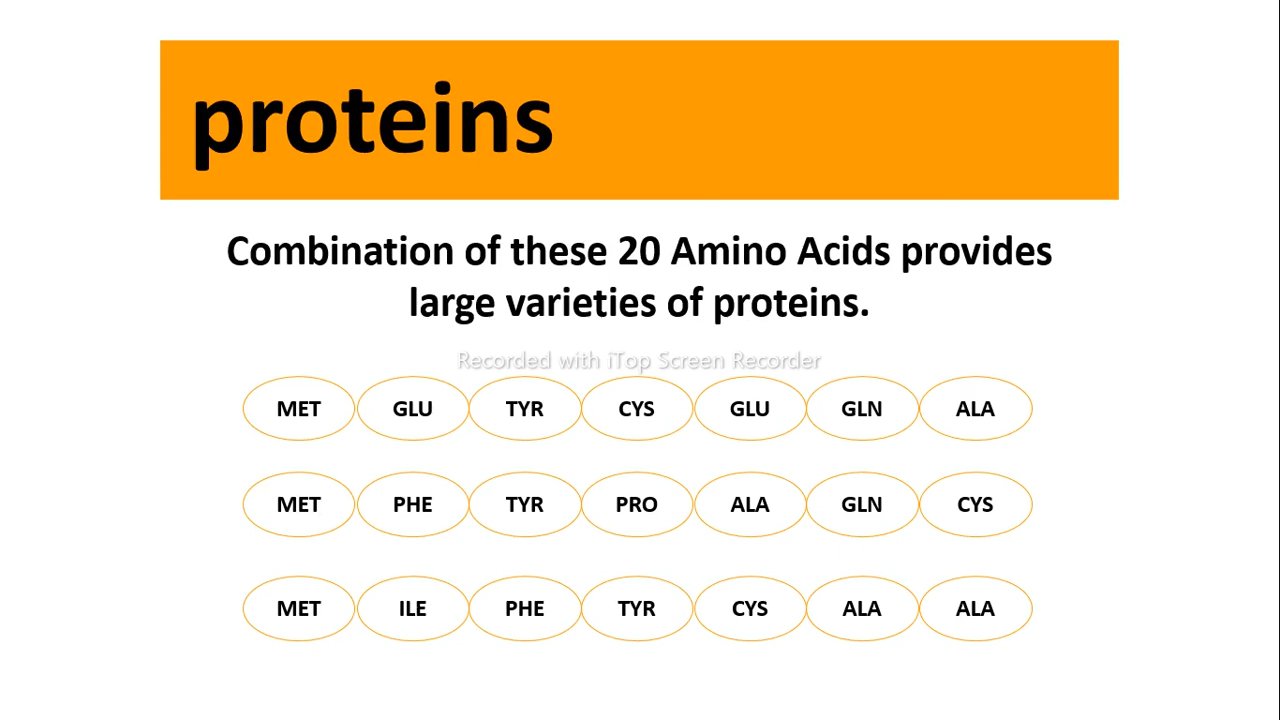 proteins
Combination of these 20 Amino Acids provides
large varieties of proteins.
Recorded with iTop Screen Recorder
MET GLU TYR CYS GLU GLN ALA
MET PHE TYR PRO ALA GLN CYS
MET ILE PHE TYR CYS ALA ALA